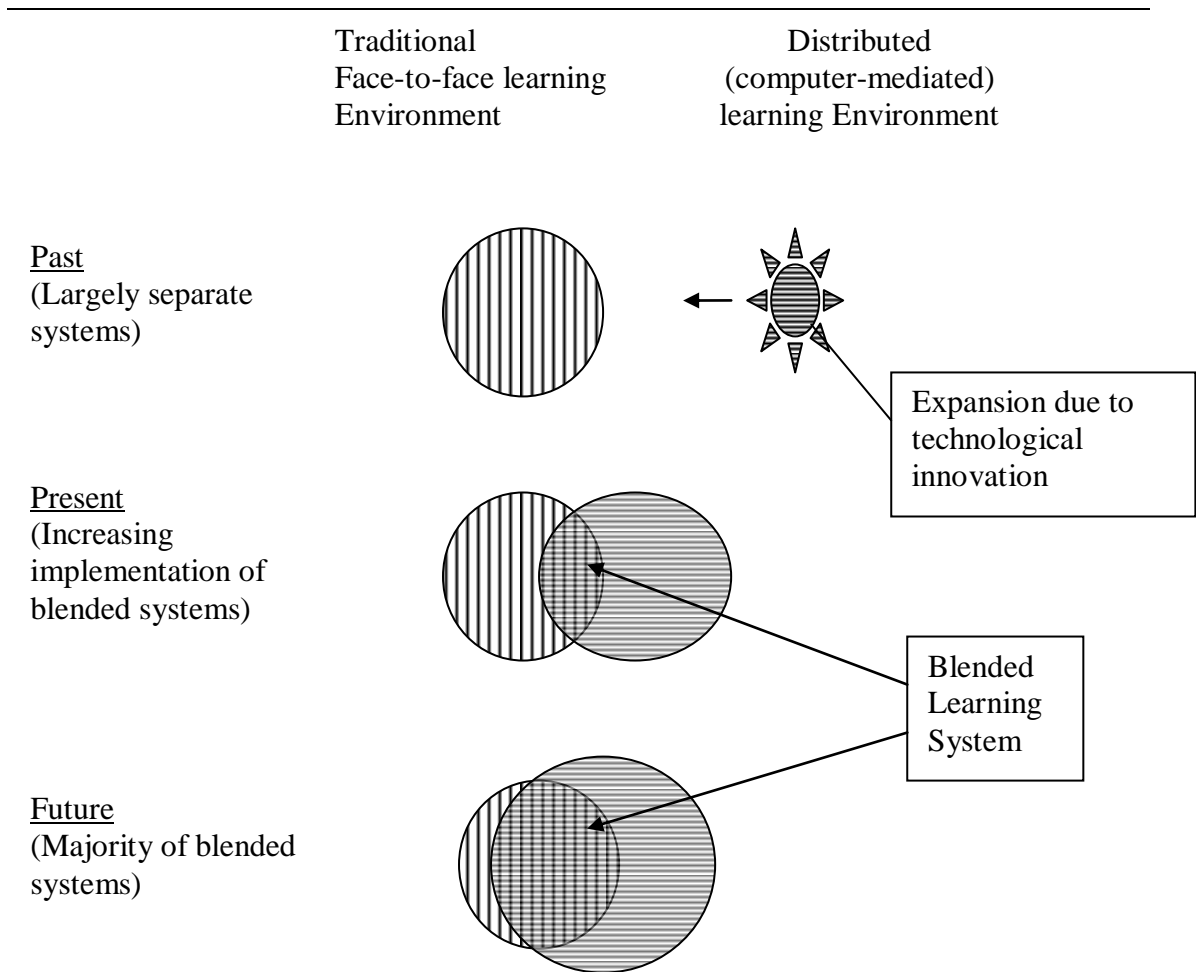 Traditional
Face-to-face learning
Environment
Distributed
(computer-mediated)
learning Environment
Past
(Largely separate
systems)
Expansion due to
technological
innovation
Present
(Increasing
implementation of
blended systems)
Blended
Learning
System
Future
(Majority of blended
systems)